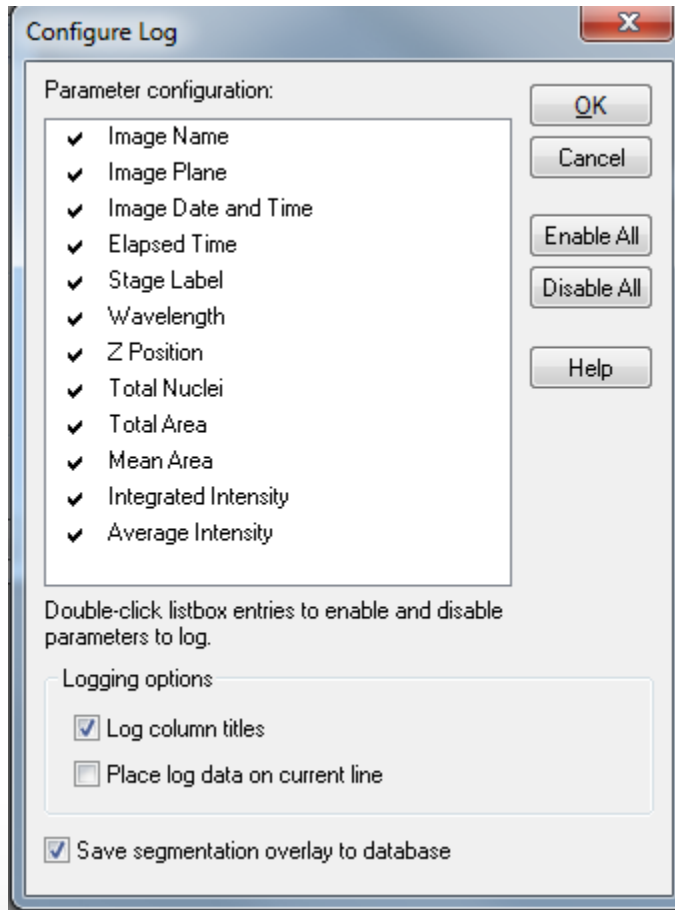 Configure Log
Parameter configuration:
Image Name
Image Plane
Image Date and Time
Elapsed Time
Stage Label
Wavelength
Z Position
Total Nuclei
Total Area
Mean Area
Integrated Intensity
Average Intensity
OK
Cancel
Enable All
Disable All
Help
Double-click listbox entries to enable and disable
parameters to log.
Logging options
Log column titles
Place log data on current line
Save segmentation overlay to database